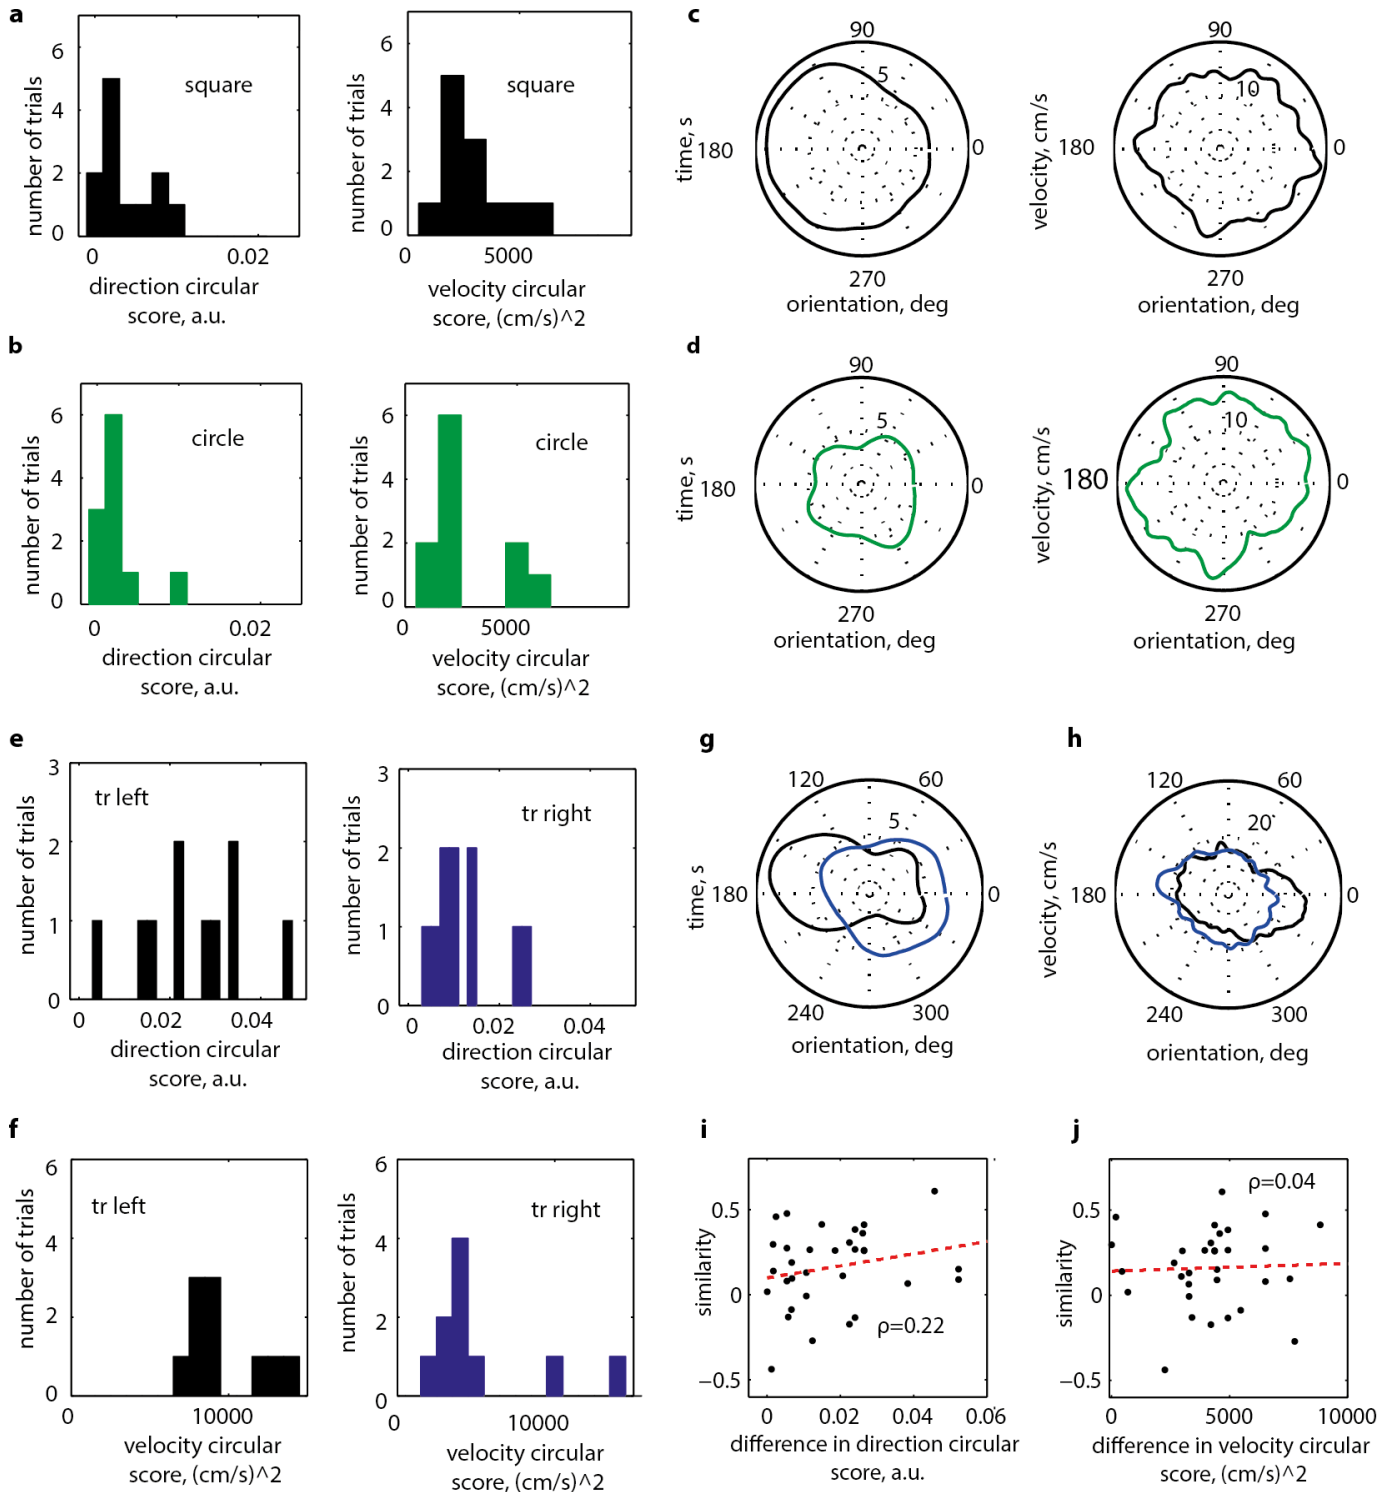 a
number of trials
6
4
2
0
square
0
0.02
direction circular
score, a.u.
number of trials
6
4
2
0
square
0
5000
velocity circular
score, (cm/s)^2
c
time, s
90
5
180
0
270
orientation, deg
velocity, cm/s
90
10
180
0
270
orientation, deg
b
number of trials
6
4
2
0
circle
0
0.02
direction circular
score, a.u.
number of trials
6
4
2
0
circle
0
5000
velocity circular
score, (cm/s)^2
d
time, s
90
5
180
0
270
orientation, deg
velocity, cm/s
90
10
180
0
270
orientation, deg
e
number of trials
3
2
1
0
tr left
0
0.02
0.04
direction circular
score, a.u.
number of trials
3
2
1
0
tr right
0
0.02
0.04
direction circular
score, a.u.
g
time, s
120
60
5
180
0
240
300
orientation, deg
h
velocity, cm/s
120
60
20
180
0
240
300
orientation, deg
f
number of trials
6
4
2
0
tr left
0
10000
velocity circular
score, (cm/s)^2
number of trials
6
4
2
0
tr right
0
10000
velocity circular
score, (cm/s)^2
i
similarity
0.5
0
−0.5
ρ=0.22
0
0.02
0.04
0.06
difference in direction circular
score, a.u.
j
similarity
0.5
0
−0.5
ρ=0.04
0
5000
10000
difference in velocity circular
score, (cm/s)^2